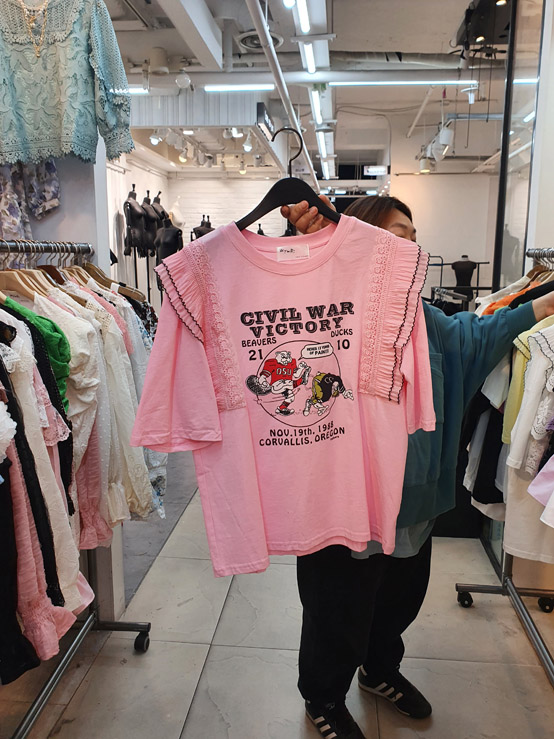 CIVIL WAR
VICTORY
BEAVERS DUCKS
21 10
OSU
NOV.19th, 1988
CORVALLIS, OREGON